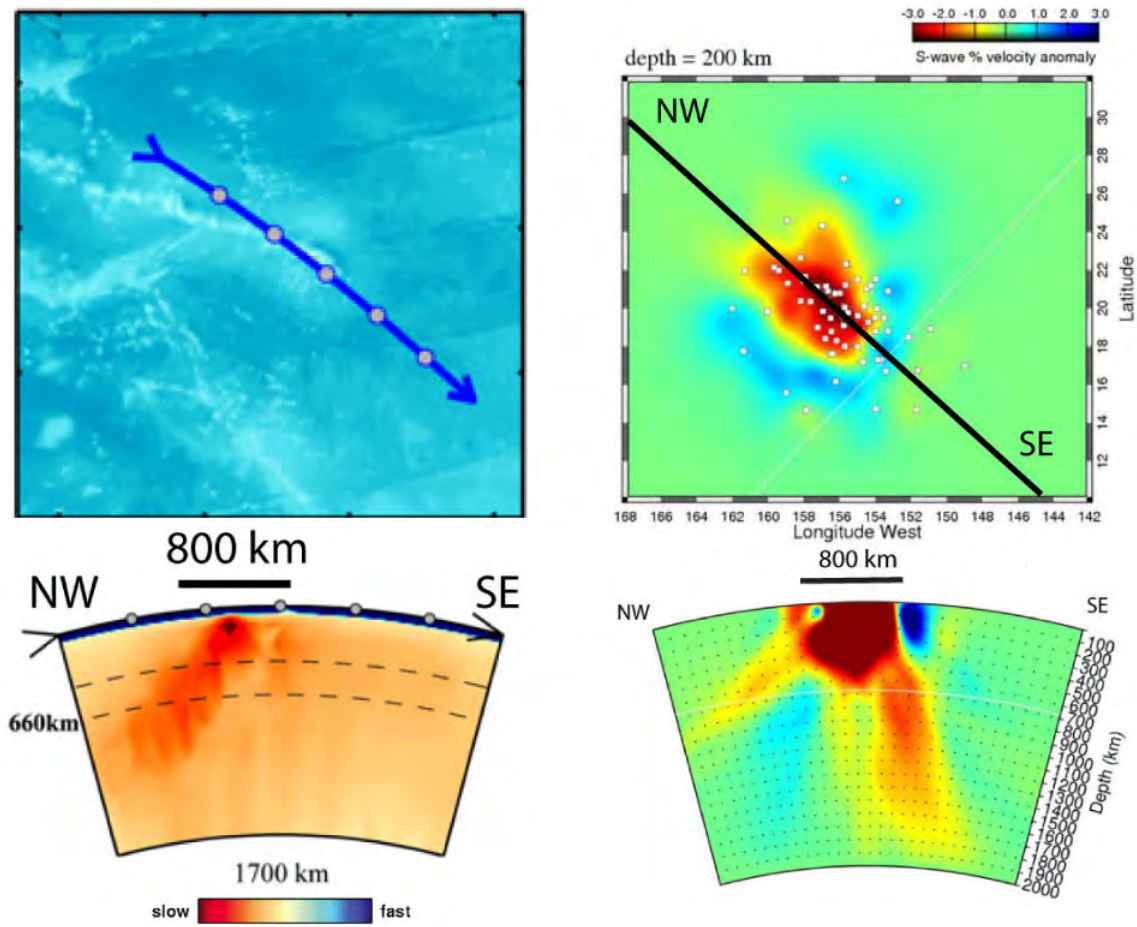 -3.0 -2.0 -1.0 0.0 1.0 2.0 3.0
S-wave % velocity anomaly
depth = 200 km
NW
SE
30
28
26
24
22
20
18
16
14
12
Latitude
168 166 164 162 160 158 156 154 152 150 148 146 144 142
Longitude West
800 km
NW
SE
660km
1700 km
slow
fast
800 km
NW
SE
100
200
300
400
500
600
700
800
900
1000
1100
1200
1300
1400
1500
1600
1700
1800
1900
2000
Depth (km)